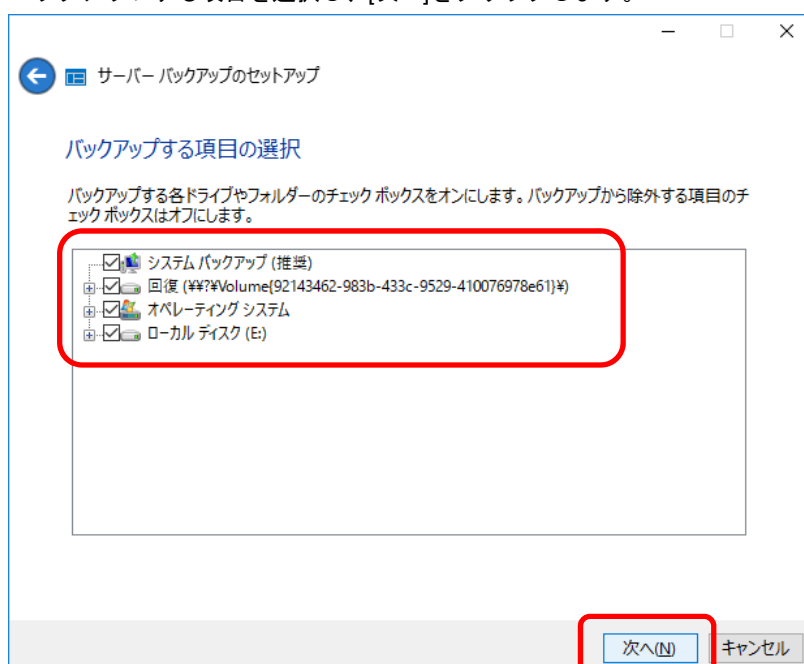 サーバー バックアップのセットアップ
バックアップする項目の選択
バックアップする各ドライブやフォルダーのチェック ボックスをオンにします。バックアップから除外する項目のチ
ェック ボックスはオフにします。
システム バックアップ (推奨)
回復 (¥¥?¥Volume{92143462-983b-433c-9529-410076978e61}¥)
オペレーティング システム
ローカル ディスク (E:)
次へ(N)
キャンセル